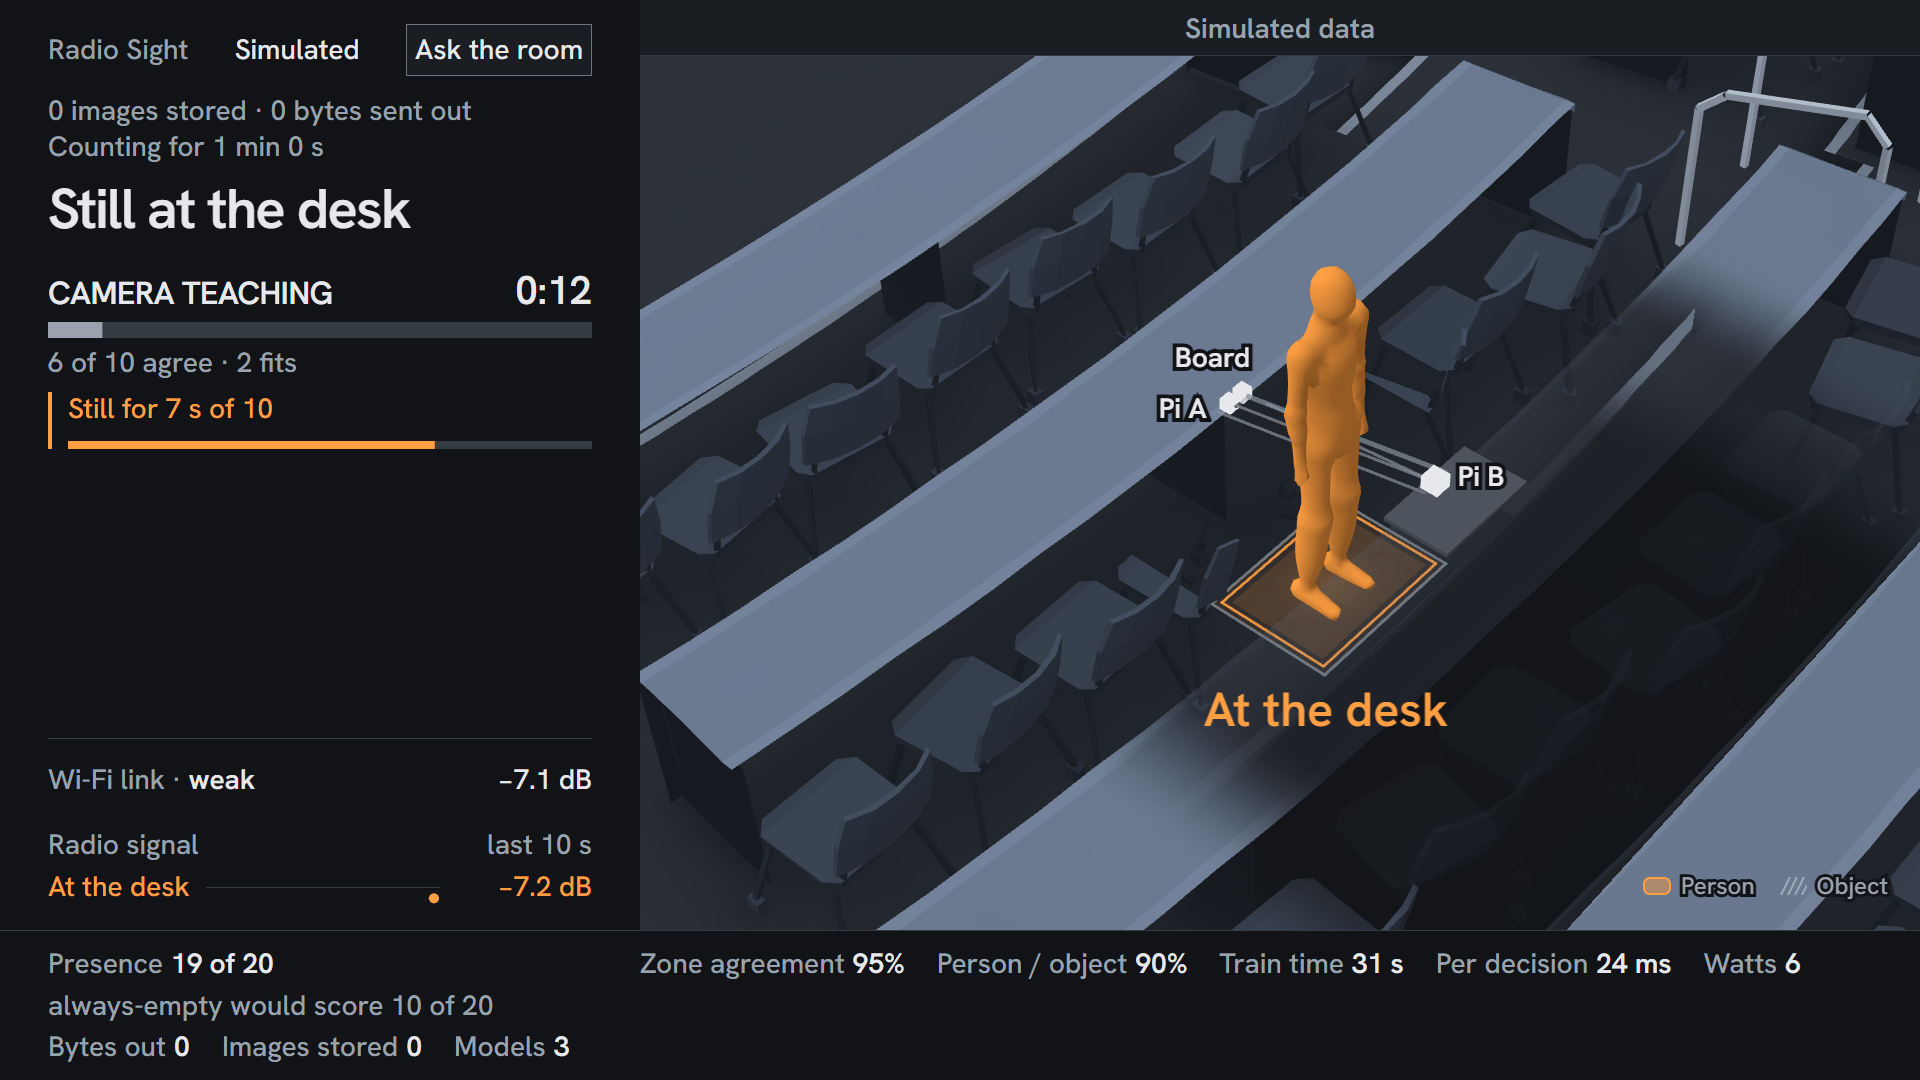 Radio Sight Simulated Ask the room
0 images stored · 0 bytes sent out
Counting for 1 min 0 s
Still at the desk
CAMERA TEACHING 0:12
6 of 10 agree · 2 fits
Still for 7 s of 10
Wi-Fi link · weak −7.1 dB
Radio signal last 10 s
At the desk −7.2 dB
Simulated data
Board
Pi A
Pi B
At the desk
Person Object
Presence 19 of 20
always-empty would score 10 of 20
Bytes out 0 Images stored 0 Models 3
Zone agreement 95% Person / object 90% Train time 31 s Per decision 24 ms Watts 6